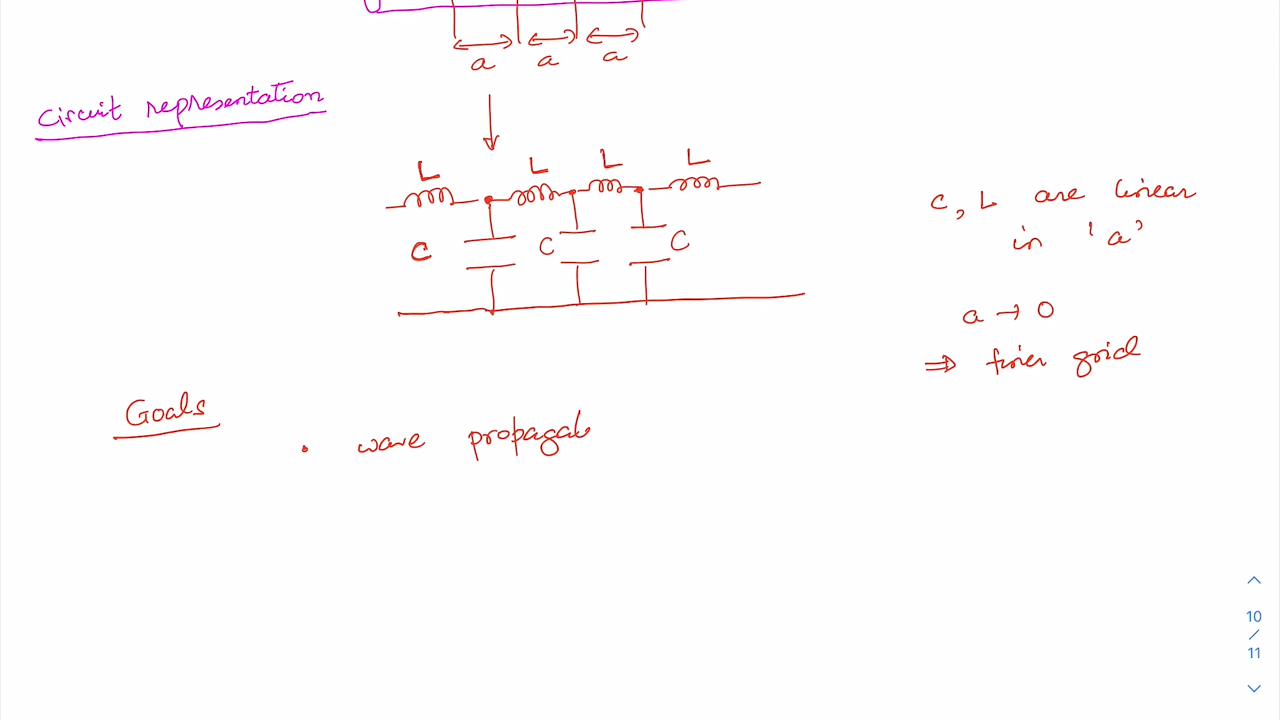 a a a
Circuit representation
L L L L
C C C
C, L are linear
in 'a'
a → 0
⇒ finer grid
Goals
• wave propagat
10
/
11